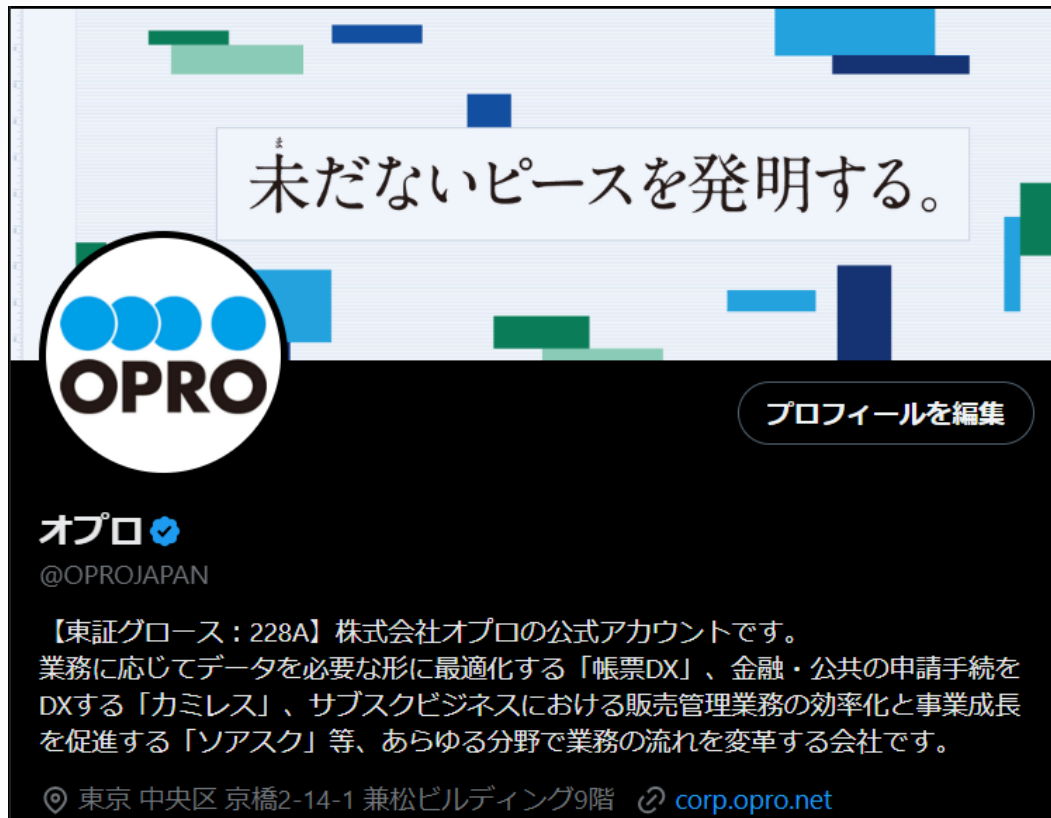 ま
未だないピースを発明する。
OPRO
プロフィールを編集
オプロ
@OPROJAPAN
【東証グロース：228A】株式会社オプロの公式アカウントです。
業務に応じてデータを必要な形に最適化する「帳票DX」、金融・公共の申請手続を
DXする「カミレス」、サブスクビジネスにおける販売管理業務の効率化と事業成長
を促進する「ソアスク」等、あらゆる分野で業務の流れを変革する会社です。
東京 中央区 京橋2-14-1 兼松ビルディング9階 corp.opro.net